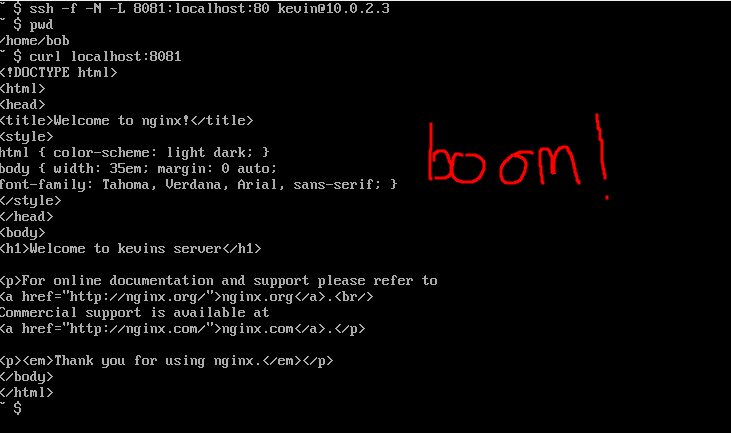 ~ $ ssh -f -N -L 8081:localhost:80 kevin@10.0.2.3
~ $ pwd
/home/bob
~ $ curl localhost:8081
<!DOCTYPE html>
<html>
<head>
<title>Welcome to nginx!</title>
<style>
html { color-scheme: light dark; }
body { width: 35em; margin: 0 auto;
font-family: Tahoma, Verdana, Arial, sans-serif; }
</style>
</head>
<body>
<h1>Welcome to kevins server</h1>
boom!
<p>For online documentation and support please refer to
<a href="http://nginx.org/">nginx.org</a>.<br/>
Commercial support is available at
<a href="http://nginx.com/">nginx.com</a>.</p>
<p><em>Thank you for using nginx.</em></p>
</body>
</html>
~ $